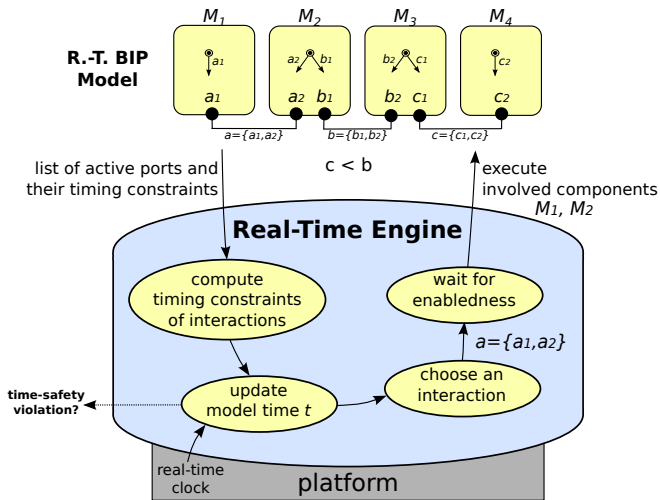 M1 M2 M3 M4
R.-T. BIP
Model
a1 a2 b1 b2 c1 c2
a1 a2 b1 b2 c1 c2
a={a1,a2} b={b1,b2} c={c1,c2}
c < b
list of active ports and
their timing constraints
execute
involved components
M1, M2
Real-Time Engine
compute
timing constraints
of interactions
wait for
enabledness
a={a1,a2}
time-safety
violation?
update
model time t
choose an
interaction
real-time
clock
platform